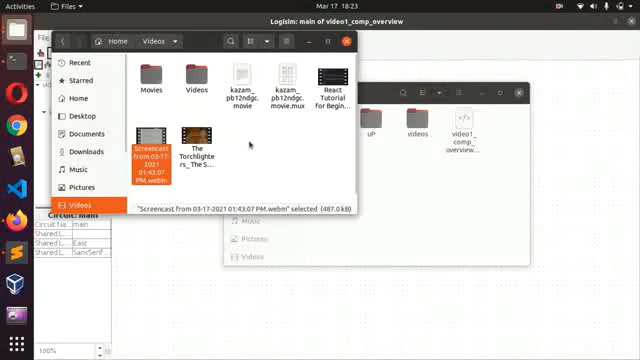 Activities
Files
Mar 17 18:23
Logisim: main of video1_comp_overview
File
Home
Videos
Recent
Starred
Home
Desktop
Documents
Downloads
Music
Pictures
Videos
Movies
Videos
kazam_
pb12ndgc.
movie
kazam_
pb12ndgc.
movie.mux
React
Tutorial
for Begin...
Screencast
from 03-17-
2021
01:43:07
PM.webm
The
Torchlighte
rs_ The S...
"Screencast from 03-17-2021 01:43:07 PM.webm" selected (487.0 kB)
uP
videos
video1_
comp_
overview...
Music
Pictures
Videos
Circuit: main
Circuit Na...
main
Shared L...
Shared L...
East
Shared L...
SansSerif...
100%